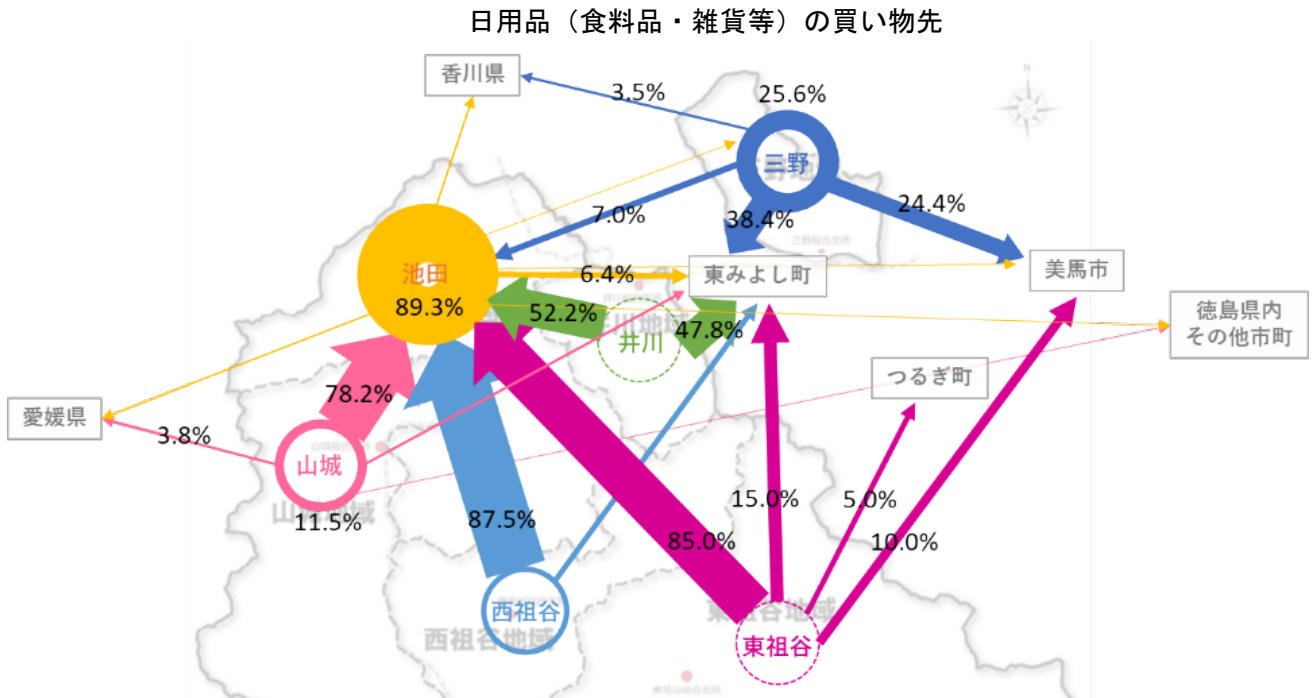 日用品（食料品・雑貨等）の買い物先
香川県
N
3.5%
25.6%
三野
38.4%
24.4%
7.0%
池田
89.3%
6.4%
東みよし町
美馬市
52.2%
井川
47.8%
徳島県内
その他市町
つるぎ町
愛媛県
78.2%
3.8%
山城
山城地域
11.5%
87.5%
85.0%
15.0%
5.0%
10.0%
西祖谷
西祖谷地域
東祖谷地域
東祖谷